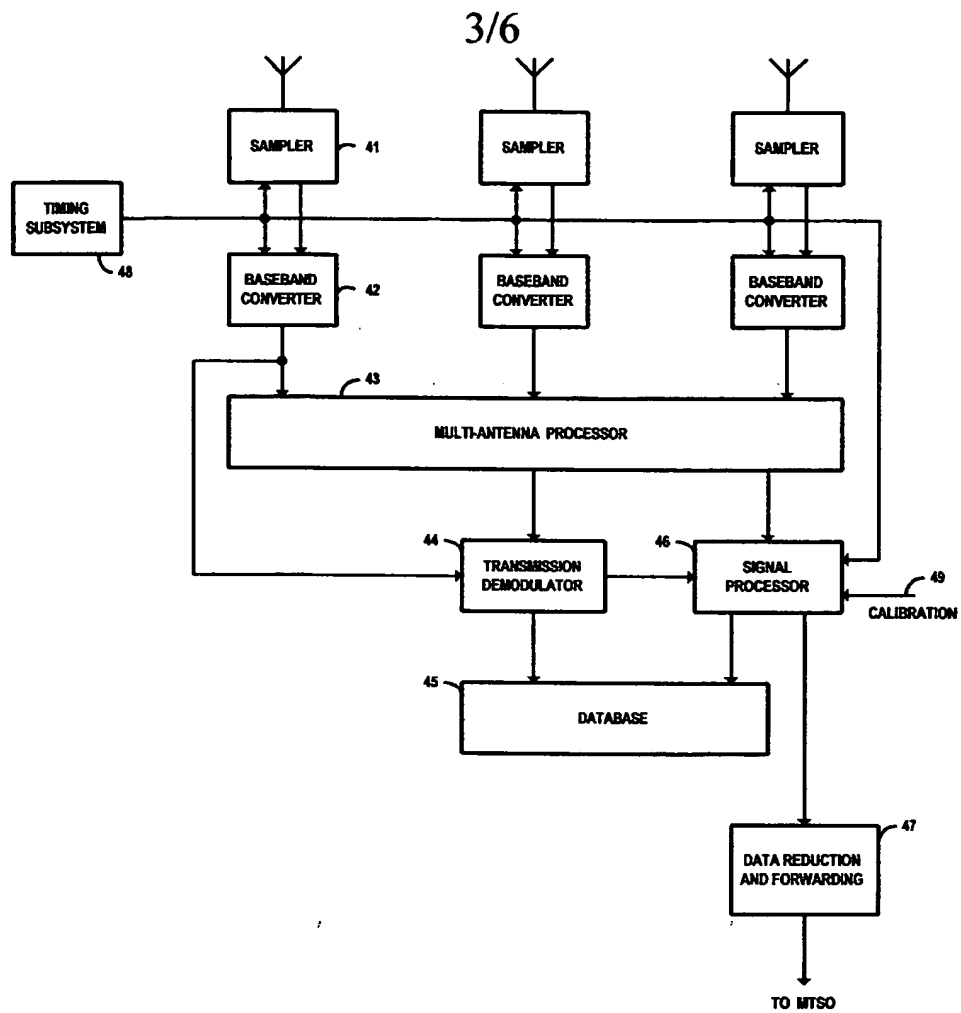 3/6
SAMPLER
41
SAMPLER
SAMPLER
TIMING
SUBSYSTEM
48
BASEBAND
CONVERTER
42
BASEBAND
CONVERTER
BASEBAND
CONVERTER
43
MULTI-ANTENNA PROCESSOR
44
TRANSMISSION
DEMODULATOR
46
SIGNAL
PROCESSOR
49
CALIBRATION
45
DATABASE
47
DATA REDUCTION
AND FORWARDING
TO MTSO